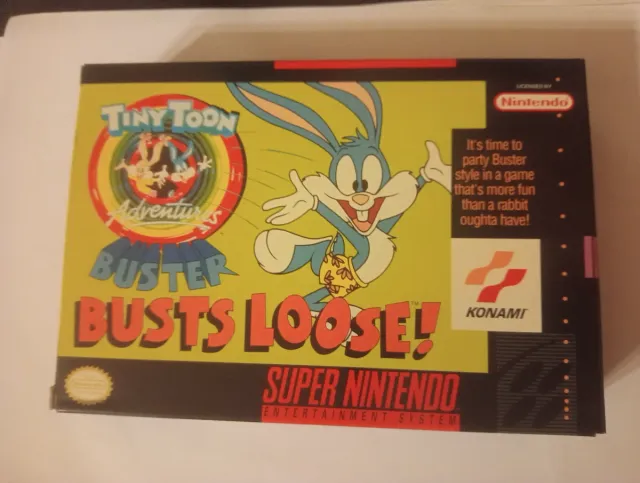 TINY TOON
Adventures
BUSTER
BUSTS LOOSE!
TM
LICENSED BY
Nintendo
It's time to
party Buster
style in a game
that's more fun
than a rabbit
oughta have!
KONAMI
SUPER NINTENDO
ENTERTAINMENT SYSTEM